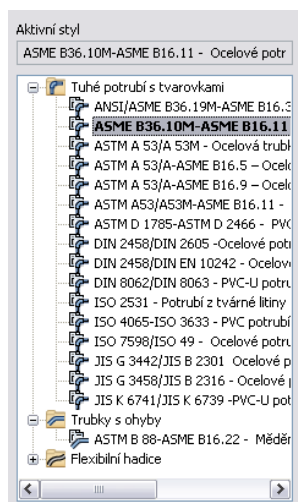 Aktivní styl
ASME B36.10M-ASME B16.11 - Ocelové potr
Tuhé potrubí s tvarovkami
ANSI/ASME B36.19M-ASME B16.3
ASME B36.10M-ASME B16.11
ASTM A 53/A 53M - Ocelová trubl
ASTM A 53/A-ASME B16.5 – Ocel
ASTM A 53/A-ASME B16.9 – Ocel
ASTM A53/A53M-ASME B16.11 -
ASTM D 1785-ASTM D 2466 - PVC
DIN 2458/DIN 2605 -Ocelové pot
DIN 2458/DIN EN 10242 - Ocelov
DIN 8062/DIN 8063 - PVC-U potru
ISO 2531 - Potrubí z tvárné litiny
ISO 4065-ISO 3633 - PVC potrubí
ISO 7598/ISO 49 - Ocelové potru
JIS G 3442/JIS B 2301 Ocelové p
JIS G 3458/JIS B 2316 - Ocelové
JIS K 6741/JIS K 6739 -PVC-U pot
Trubky s ohyby
ASTM B 88-ASME B16.22 - Měděr
Flexibilní hadice